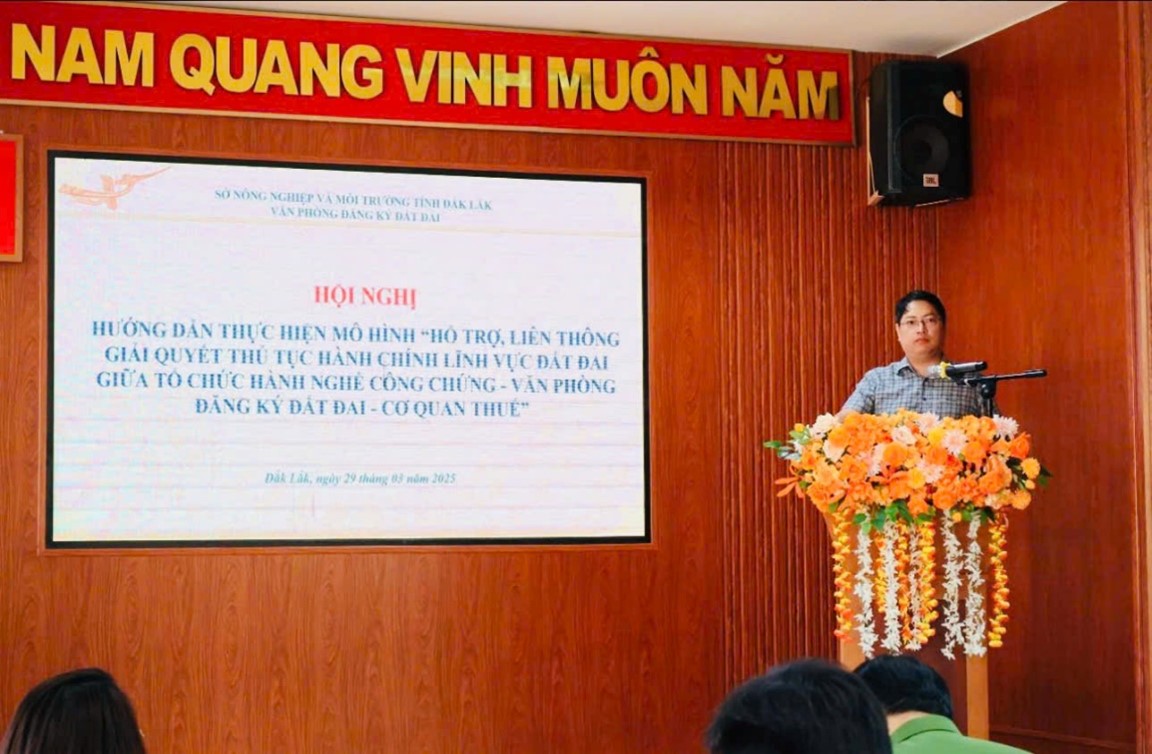 NAM QUANG VINH MUÔN NĂM
SỞ NÔNG NGHIỆP VÀ MÔI TRƯỜNG TỈNH ĐẮK LẮK
VĂN PHÒNG ĐĂNG KÝ ĐẤT ĐAI
HỘI NGHỊ
HƯỚNG DẪN THỰC HIỆN MÔ HÌNH “HỖ TRỢ, LIÊN THÔNG
GIẢI QUYẾT THỦ TỤC HÀNH CHÍNH LĨNH VỰC ĐẤT ĐAI
GIỮA TỔ CHỨC HÀNH NGHỀ CÔNG CHỨNG - VĂN PHÒNG
ĐĂNG KÝ ĐẤT ĐAI - CƠ QUAN THUẾ”
Đắk Lắk, ngày 29 tháng 03 năm 2025
JBL